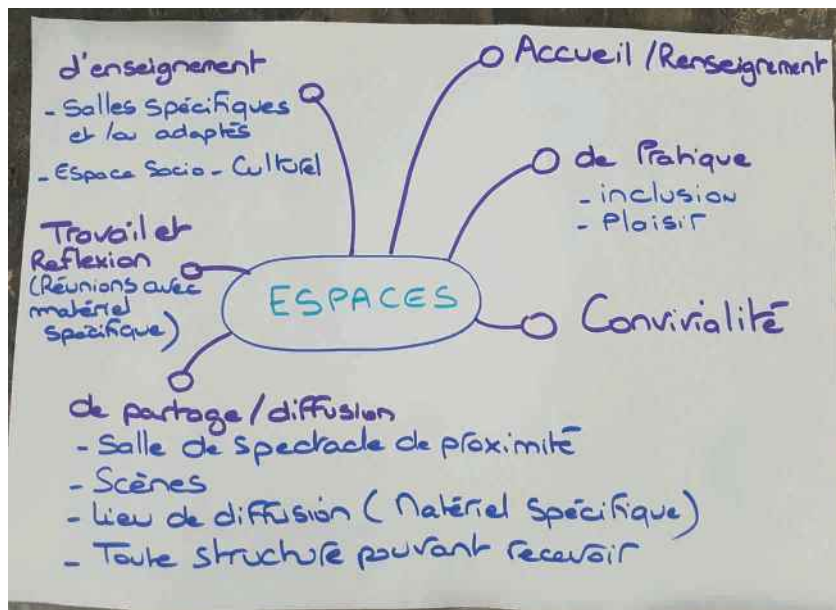 d'enseignement
- Salles spécifiques
et /ou adaptés
- Espace Socio-Culturel
Accueil /Renseignement
de Pratique
- inclusion
- Plaisir
Travail et
Reflexion
(Réunions avec
matériel
spécifique)
ESPACES
Convivialité
de partage/diffusion
- Salle de spectacle de proximité
- Scènes
- Lieu de diffusion (Matériel Spécifique)
- Toute structure pouvant recevoir